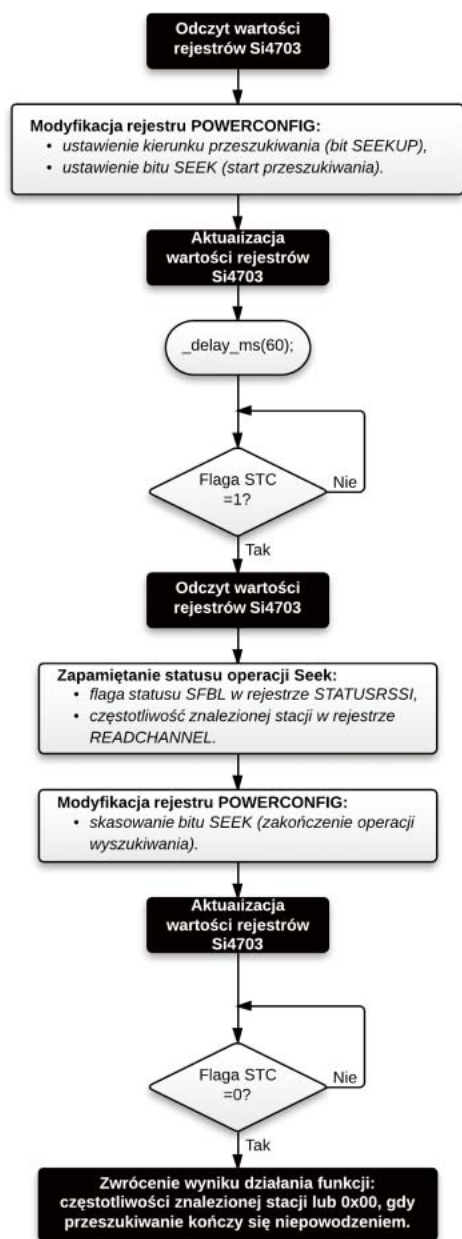 Odczyt wartości
rejestrów Si4703
Modyfikacja rejestru POWERCONFIG:
• ustawienie kierunku przeszukiwania (bit SEEKUP),
• ustawienie bitu SEEK (start przeszukiwania).
Aktualizacja
wartości rejestrów
Si4703
_delay_ms(60);
Flaga STC
=1?
Nie
Tak
Odczyt wartości
rejestrów Si4703
Zapamiętanie statusu operacji Seek:
• flaga statusu SFBL w rejestrze STATUSRSSI,
• częstotliwość znalezionej stacji w rejestrze
READCHANNEL.
Modyfikacja rejestru POWERCONFIG:
• skasowanie bitu SEEK (zakończenie operacji
wyszukiwania).
Aktualizacja
wartości rejestrów
Si4703
Flaga STC
=0?
Nie
Tak
Zwrócenie wyniku działania funkcji:
częstotliwości znalezionej stacji lub 0x00, gdy
przeszukiwanie kończy się niepowodzeniem.